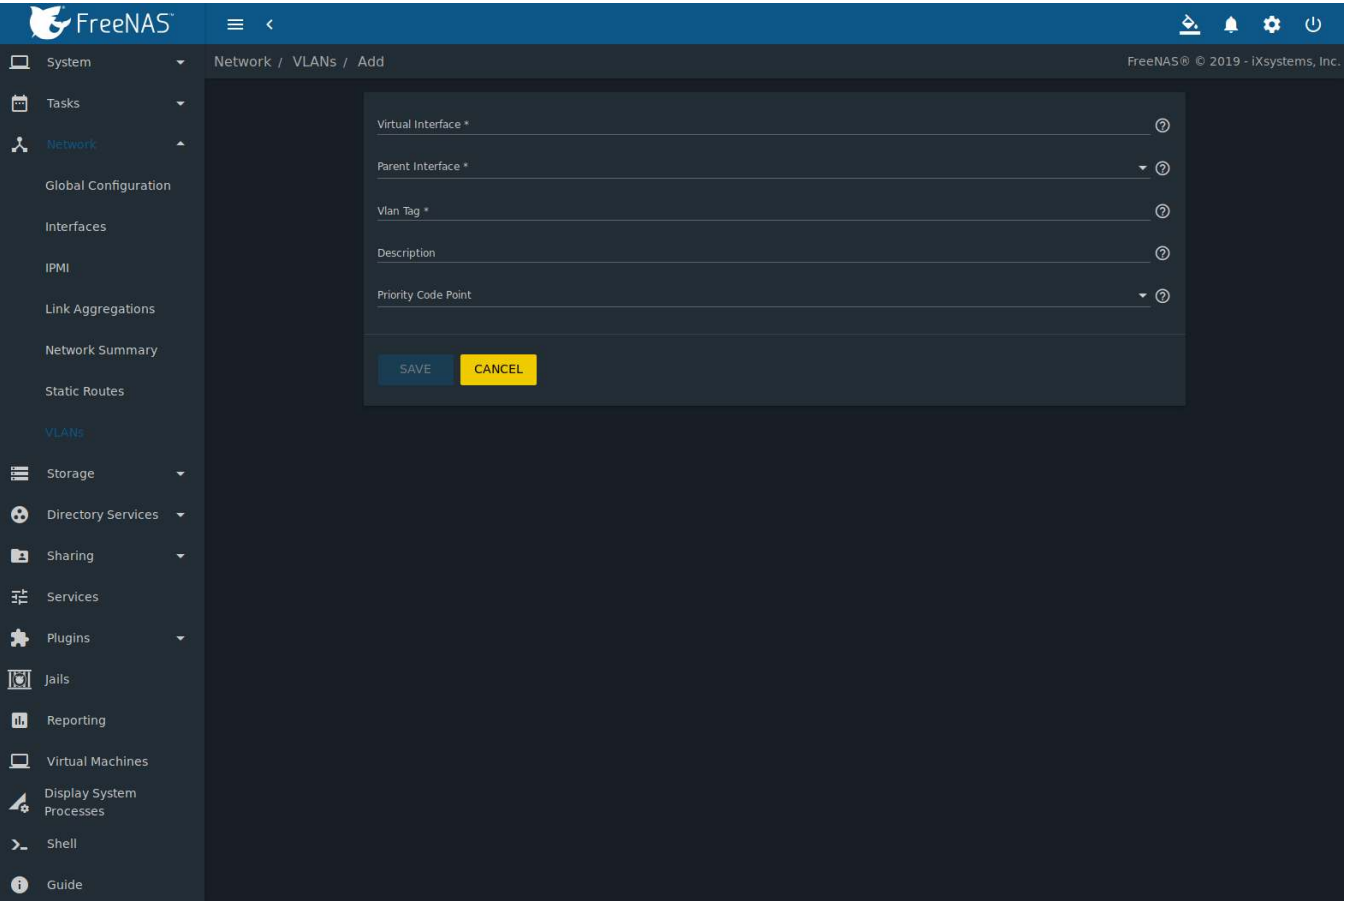 FreeNAS™
Network / VLANs / Add
FreeNAS® © 2019 - iXsystems, Inc.
System
Tasks
Network
Global Configuration
Interfaces
IPMI
Link Aggregations
Network Summary
Static Routes
VLANs
Storage
Directory Services
Sharing
Services
Plugins
Jails
Reporting
Virtual Machines
Display System
Processes
Shell
Guide
Virtual Interface *
Parent Interface *
Vlan Tag *
Description
Priority Code Point
SAVE CANCEL